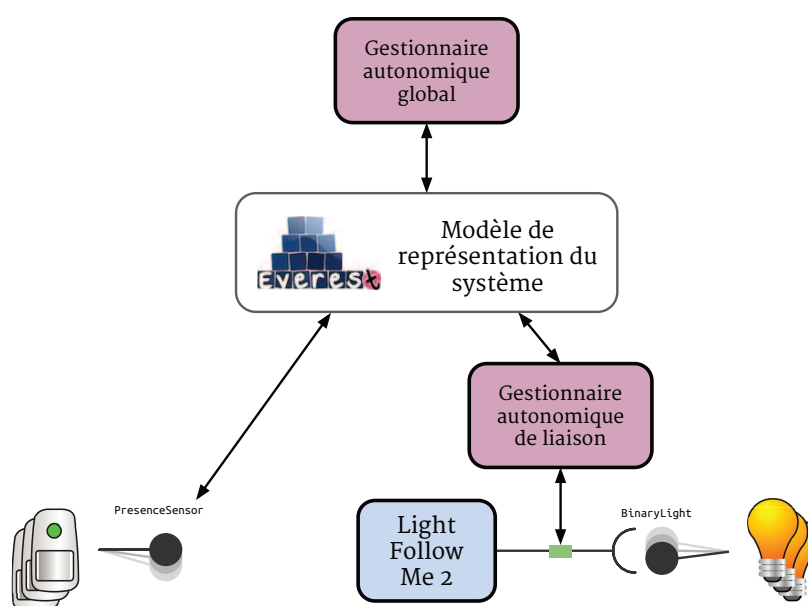 Gestionnaire
autonomique
global
Everest
Modèle de
représentation du
système
Gestionnaire
autonomique
de liaison
PresenceSensor
Light
Follow
Me 2
BinaryLight